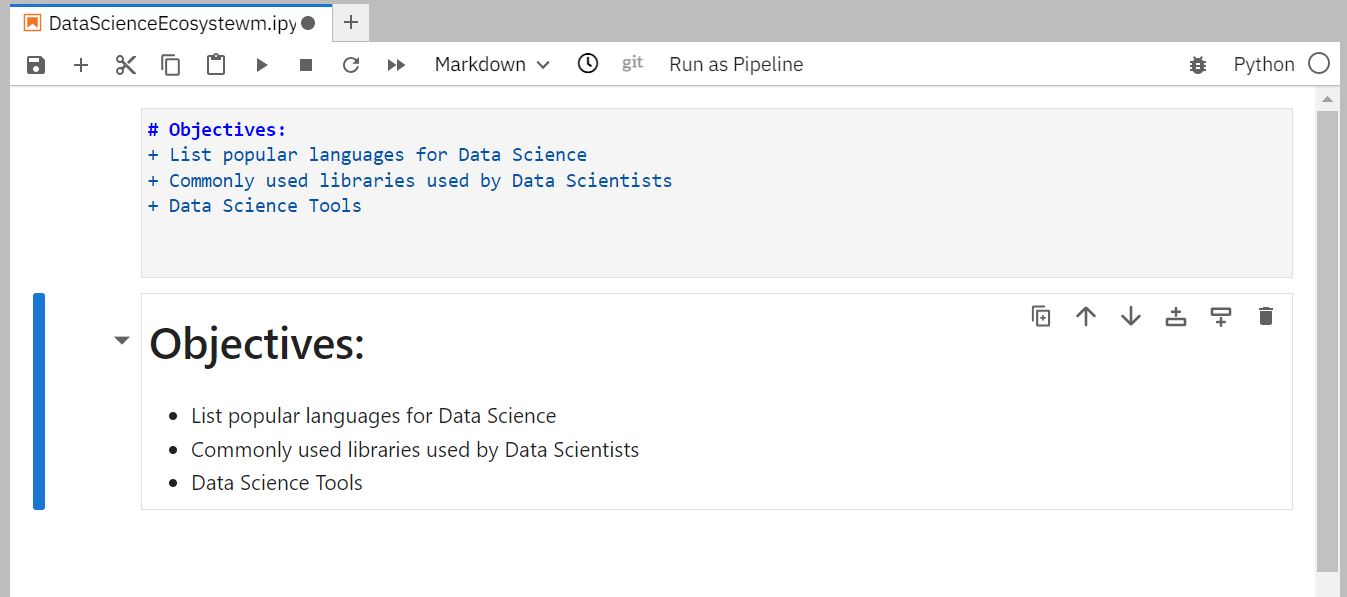 DataScienceEcosystewm.ipy
Markdown git Run as Pipeline Python
# Objectives:
+ List popular languages for Data Science
+ Commonly used libraries used by Data Scientists
+ Data Science Tools
Objectives:
• List popular languages for Data Science
• Commonly used libraries used by Data Scientists
• Data Science Tools